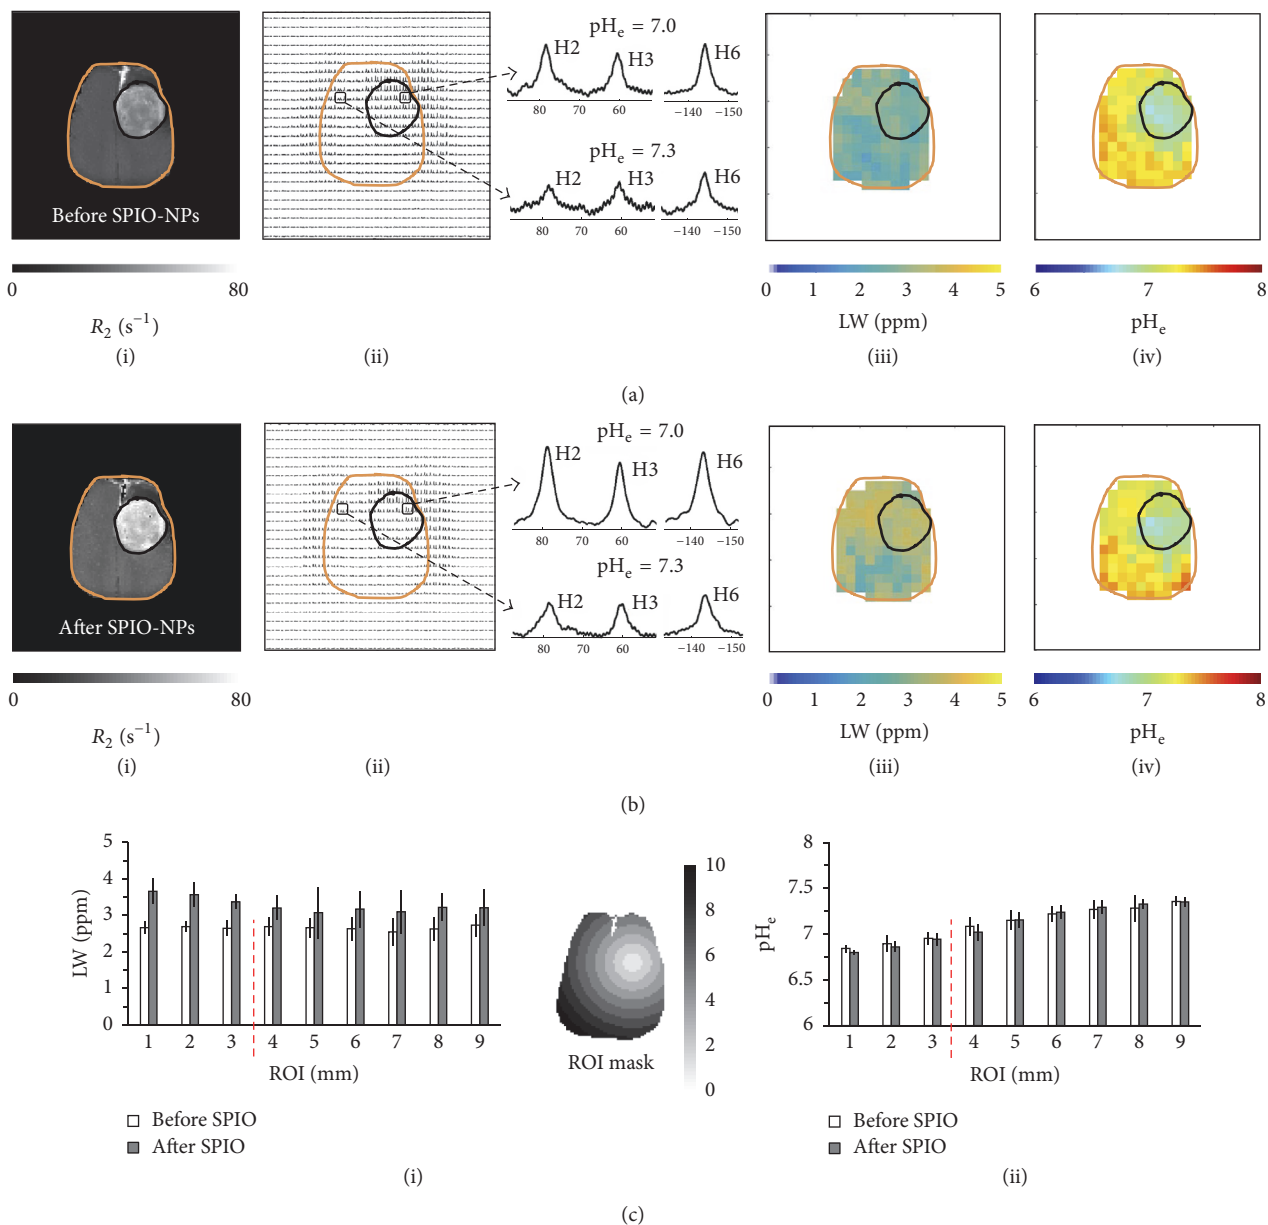 pHe = 7.0
H2
H3
H6
80
60
−140
−150
pHe = 7.3
H2
H3
H6
80
70
60
−140
−150
Before SPIO-NPs
0
80
R2 (s−1)
(i)
(ii)
0
1
2
3
4
5
LW (ppm)
(iii)
6
7
8
pHe
(iv)
(a)
pHe = 7.0
H2
H3
H6
80
60
−140
−150
pHe = 7.3
H2
H3
H6
80
60
−140
−150
After SPIO-NPs
0
80
R2 (s−1)
(i)
(ii)
0
1
2
3
4
5
LW (ppm)
(iii)
6
7
8
pHe
(iv)
(b)
5
4
3
2
1
0
LW (ppm)
1 2 3 4 5 6 7 8 9
ROI (mm)
Before SPIO
After SPIO
(i)
10
8
6
4
2
0
ROI mask
8
7.5
7
6.5
6
pHe
1 2 3 4 5 6 7 8 9
ROI (mm)
Before SPIO
After SPIO
(ii)
(c)